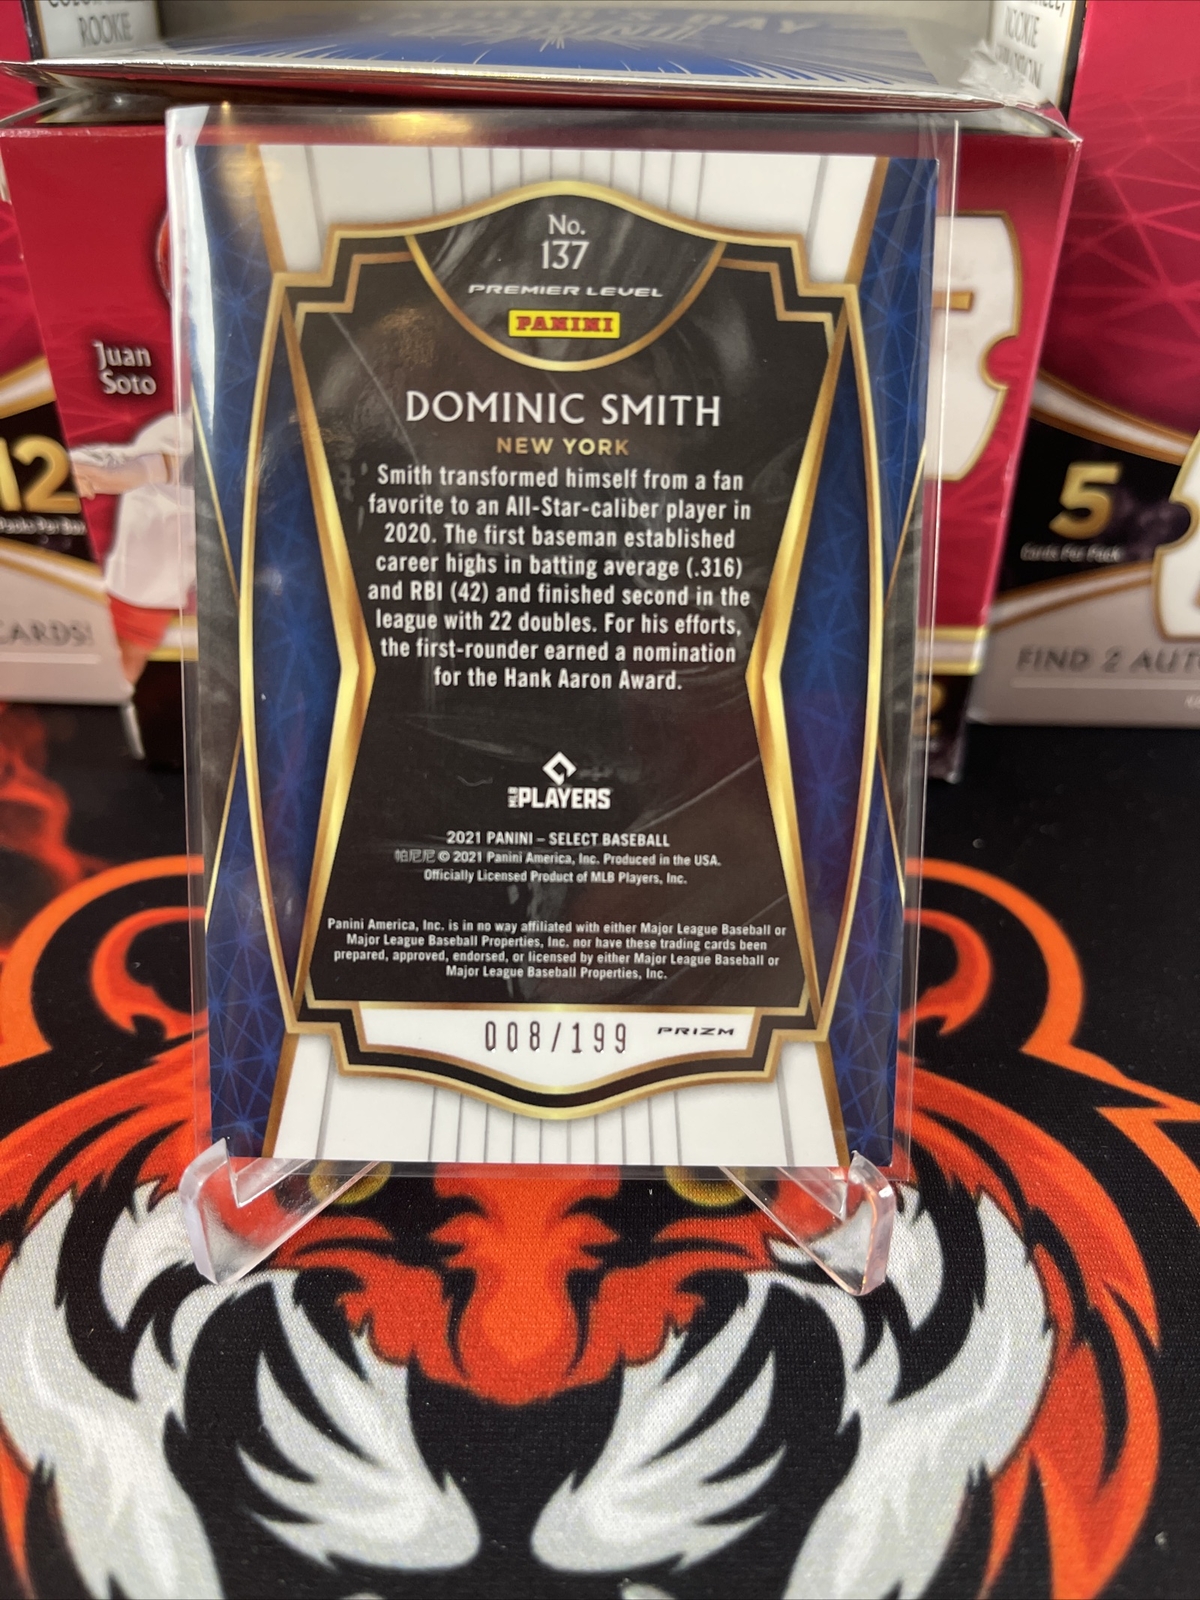 ROOKIE
ROOKIE
Juan
Soto
12
CARDS!
5
Cards Per Pack
FIND 2 AUT
No.
137
PREMIER LEVEL
PANINI
DOMINIC SMITH
NEW YORK
Smith transformed himself from a fan
favorite to an All-Star-caliber player in
2020. The first baseman established
career highs in batting average (.316)
and RBI (42) and finished second in the
league with 22 doubles. For his efforts,
the first-rounder earned a nomination
for the Hank Aaron Award.
MLB PLAYERS
2021 PANINI – SELECT BASEBALL
帕尼尼 © 2021 Panini America, Inc. Produced in the USA.
Officially Licensed Product of MLB Players, Inc.
Panini America, Inc. is in no way affiliated with either Major League Baseball or
Major League Baseball Properties, Inc. nor have these trading cards been
prepared, approved, endorsed, or licensed by either Major League Baseball or
Major League Baseball Properties, Inc.
008/199
PRIZM